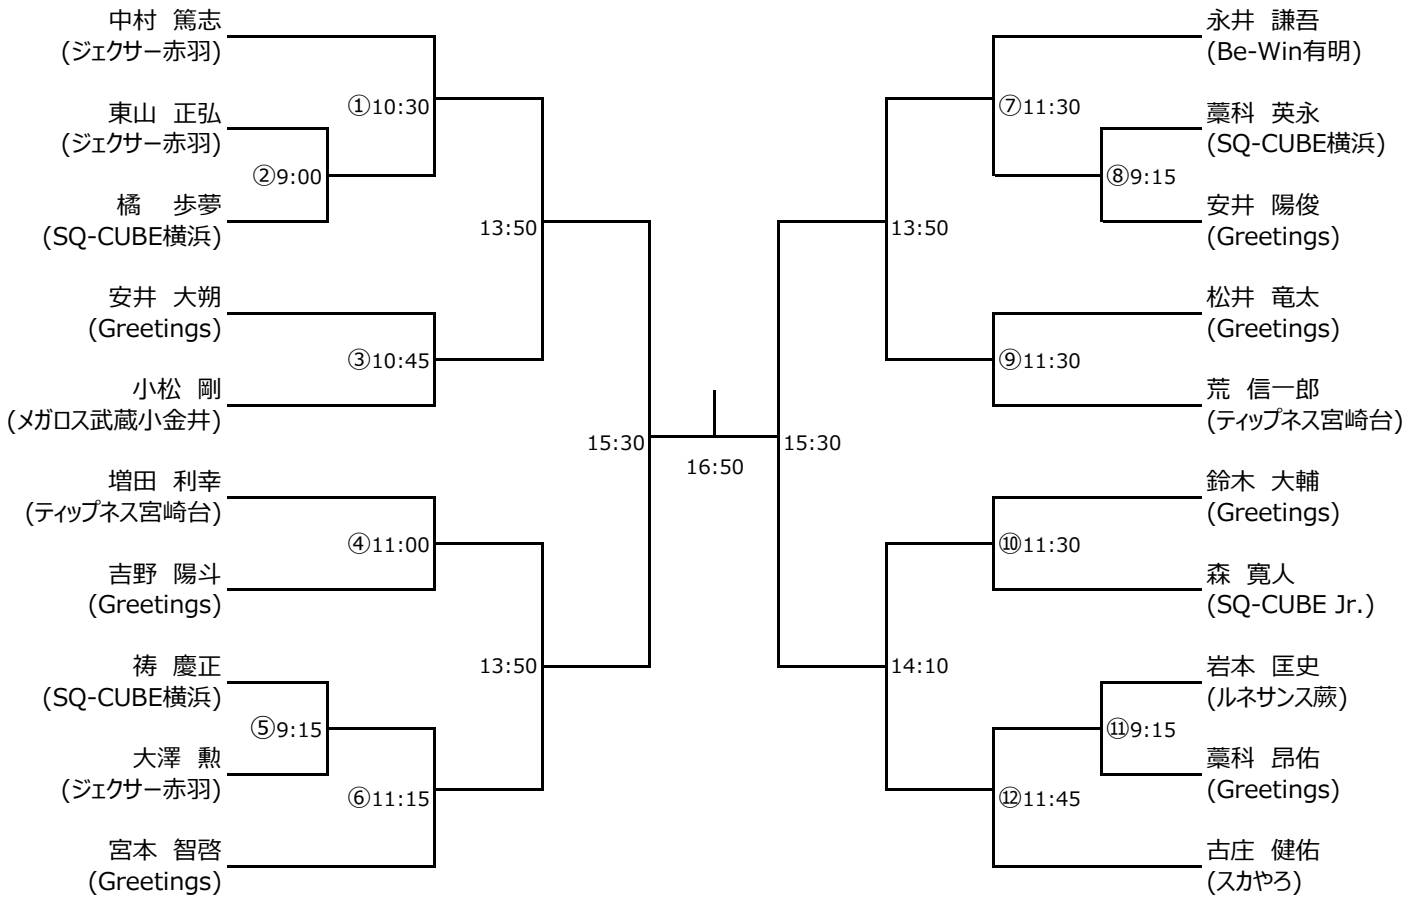 中村 篤志
(ジェクサー赤羽)
①10:30
東山 正弘
(ジェクサー赤羽)
②9:00
橘 歩夢
(SQ-CUBE横浜)
13:50
安井 大朔
(Greetings)
③10:45
小松 剛
(メガロス武蔵小金井)
15:30
増田 利幸
(ティップネス宮崎台)
④11:00
吉野 陽斗
(Greetings)
13:50
祷 慶正
(SQ-CUBE横浜)
⑤9:15
大澤 勲
(ジェクサー赤羽)
⑥11:15
宮本 智啓
(Greetings)
16:50
永井 謙吾
(Be-Win有明)
⑦11:30
藁科 英永
(SQ-CUBE横浜)
⑧9:15
安井 陽俊
(Greetings)
13:50
松井 竜太
(Greetings)
⑨11:30
荒 信一郎
(ティップネス宮崎台)
15:30
鈴木 大輔
(Greetings)
⑩11:30
森 寛人
(SQ-CUBE Jr.)
14:10
岩本 匡史
(ルネサンス蕨)
⑪9:15
藁科 昂佑
(Greetings)
⑫11:45
古庄 健佑
(スカやろ)